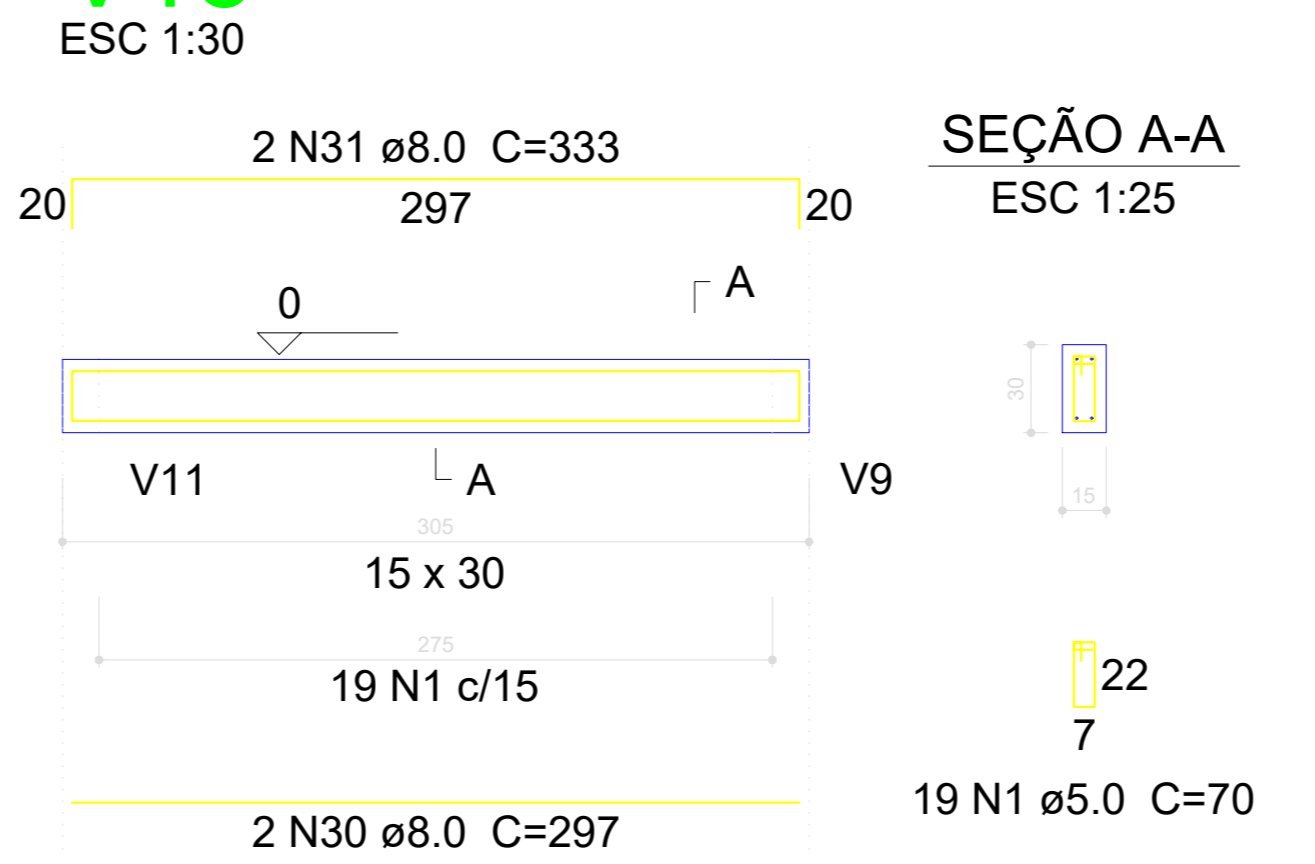 ESC 1:30
2 N31 ø8.0 C=333
20
297
20
SEÇÃO A-A
ESC 1:25
0
A
V11
A
V9
305
15 x 30
275
19 N1 c/15
2 N30 ø8.0 C=297
30
15
22
7
19 N1 ø5.0 C=70